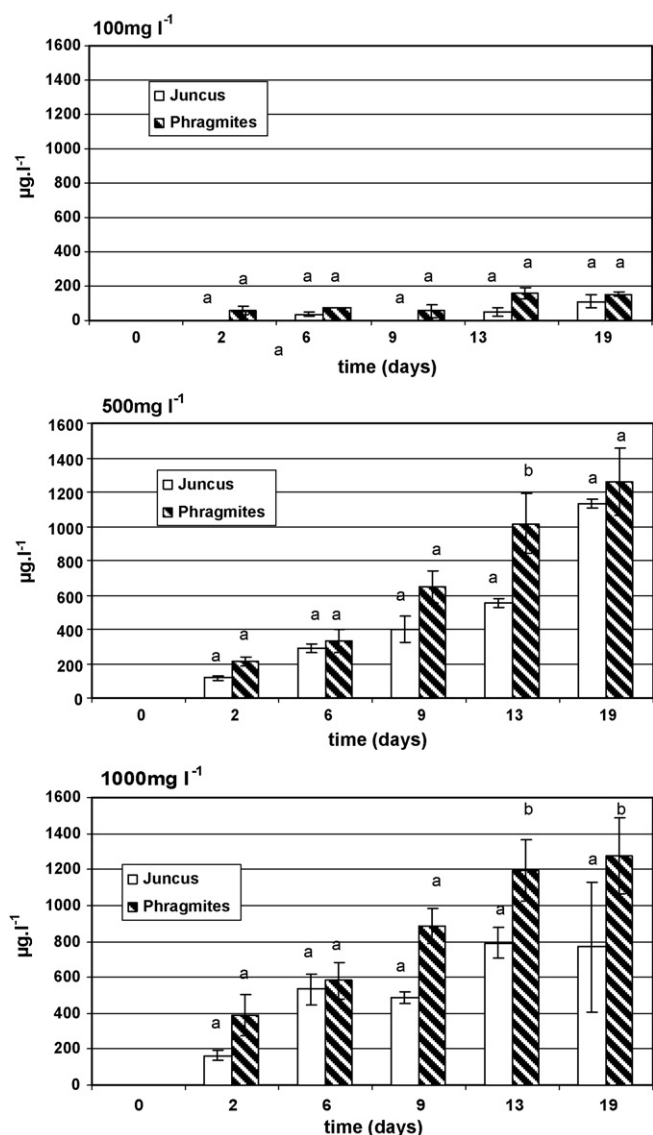 100mg l-1
1600
1400
1200
1000
800
600
400
200
0
µg.l-1
Juncus
Phragmites
a a a a a a a a a a
0 2 6 9 13 19
a
time (days)
500mg l-1
1600
1400
1200
1000
800
600
400
200
0
µg.l-1
Juncus
Phragmites
a a a a a a a b a a
0 2 6 9 13 19
time (days)
1000mg l-1
1600
1400
1200
1000
800
600
400
200
0
µg.l-1
Juncus
Phragmites
a a a a a a a b a b
0 2 6 9 13 19
time (days)